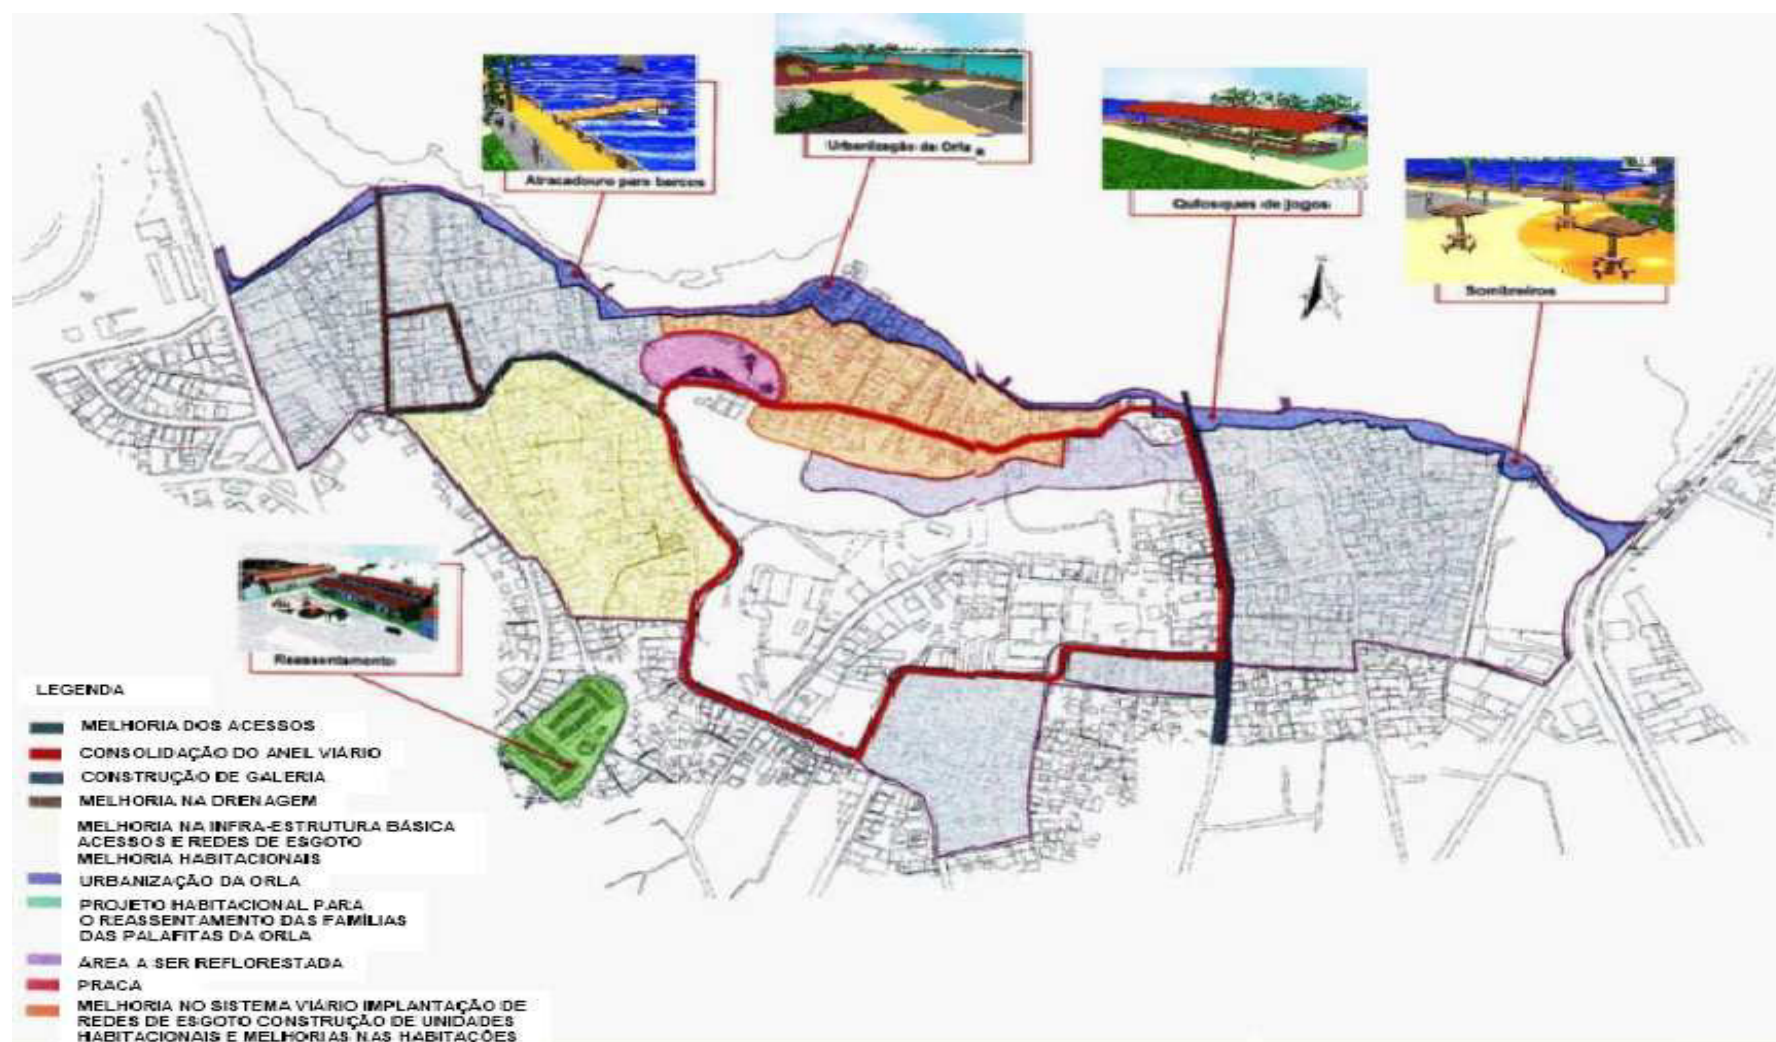 Urbanização da Orla
Atracadouro para barcos
Quiosques de jogos
Sombreiros
Reassentamento
LEGENDA
MELHORIA DOS ACESSOS
CONSOLIDAÇÃO DO ANEL VIÁRIO
CONSTRUÇÃO DE GALERIA
MELHORIA NA DRENAGEM
MELHORIA NA INFRA-ESTRUTURA BÁSICA
ACESSOS E REDES DE ESGOTO
MELHORIA HABITACIONAIS
URBANIZAÇÃO DA ORLA
PROJETO HABITACIONAL PARA
O REASSENTAMENTO DAS FAMÍLIAS
DAS PALAFITAS DA ORLA
ÁREA A SER REFLORESTADA
PRACA
MELHORIA NO SISTEMA VIÁRIO IMPLANTAÇÃO DE
REDES DE ESGOTO CONSTRUÇÃO DE UNIDADES
HABITACIONAIS E MELHORIAS NAS HABITAÇÕES